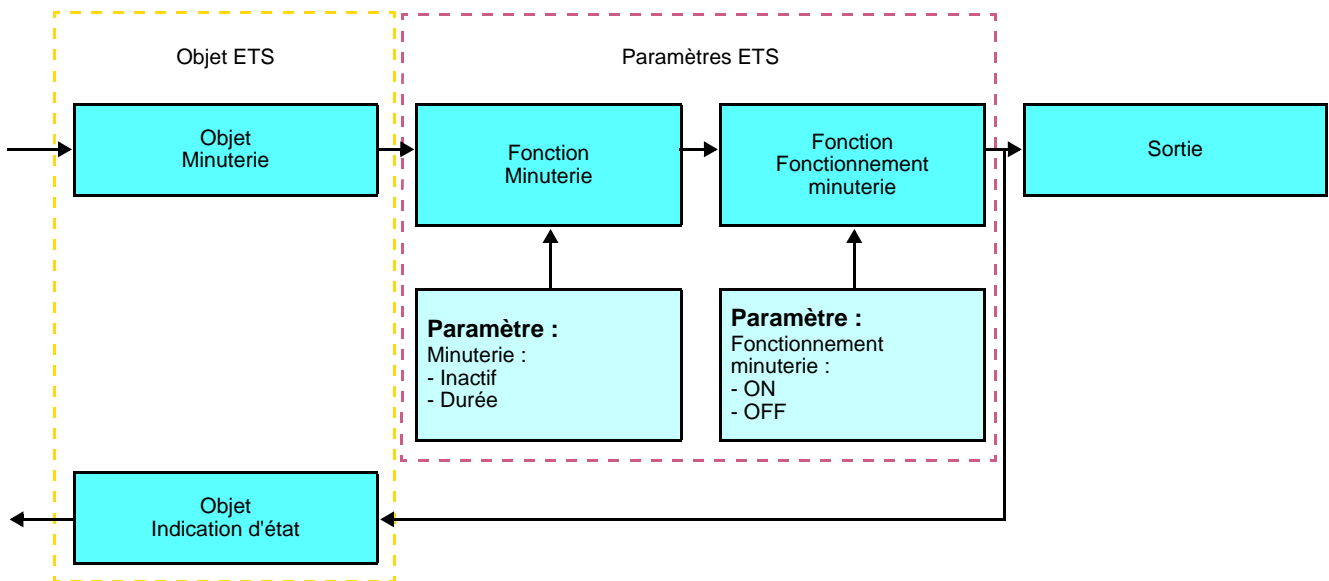 Objet ETS
Paramètres ETS
Objet
Minuterie
Fonction
Minuterie
Fonction
Fonctionnement
minuterie
Sortie
Paramètre :
Minuterie :
- Inactif
- Durée
Paramètre :
Fonctionnement
minuterie :
- ON
- OFF
Objet
Indication d'état